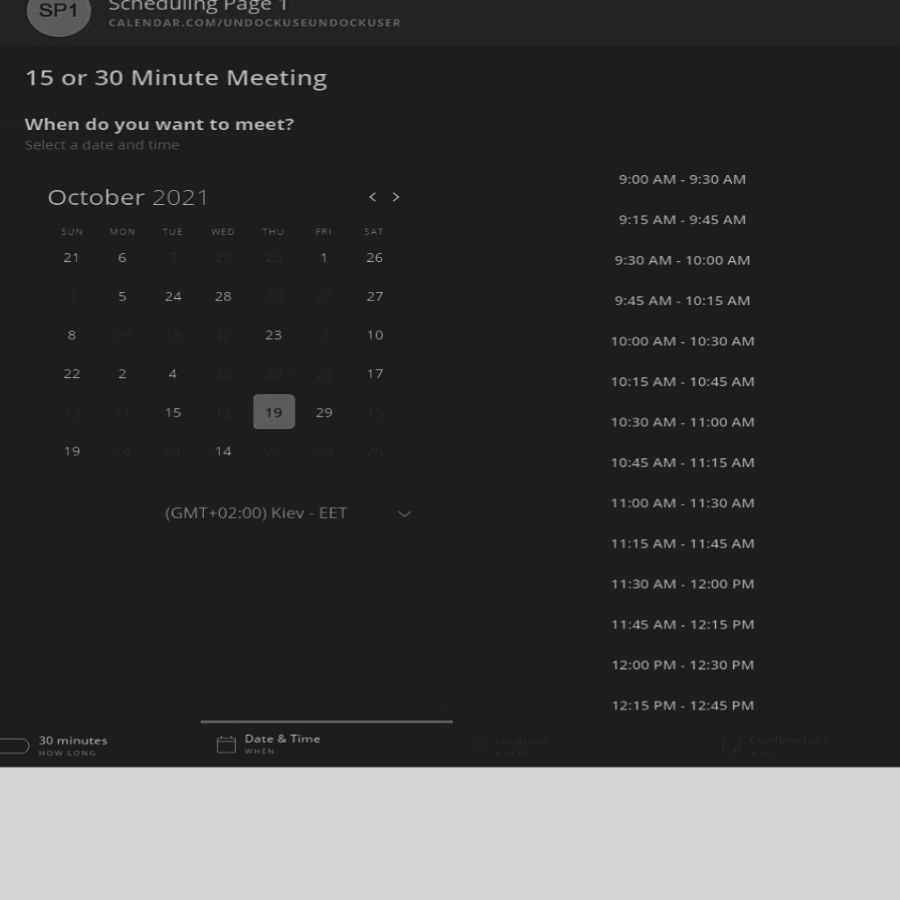 SP1
Scheduling Page 1
CALENDAR.COM/UNDOCKUSEUNDOCKUSER
15 or 30 Minute Meeting
When do you want to meet?
Select a date and time
October 2021 < >
SUN MON TUE WED THU FRI SAT
21 6 7 29 20 1 26
7 5 24 28 30 27 27
8 29 13 12 23 2 10
22 2 4 22 23 23 17
13 11 15 12 19 29 15
19 24 24 14 25 23 25
(GMT+02:00) Kiev - EET
9:00 AM - 9:30 AM
9:15 AM - 9:45 AM
9:30 AM - 10:00 AM
9:45 AM - 10:15 AM
10:00 AM - 10:30 AM
10:15 AM - 10:45 AM
10:30 AM - 11:00 AM
10:45 AM - 11:15 AM
11:00 AM - 11:30 AM
11:15 AM - 11:45 AM
11:30 AM - 12:00 PM
11:45 AM - 12:15 PM
12:00 PM - 12:30 PM
12:15 PM - 12:45 PM
30 minutes
HOW LONG
Date & Time
WHEN
Location
Confirm Info